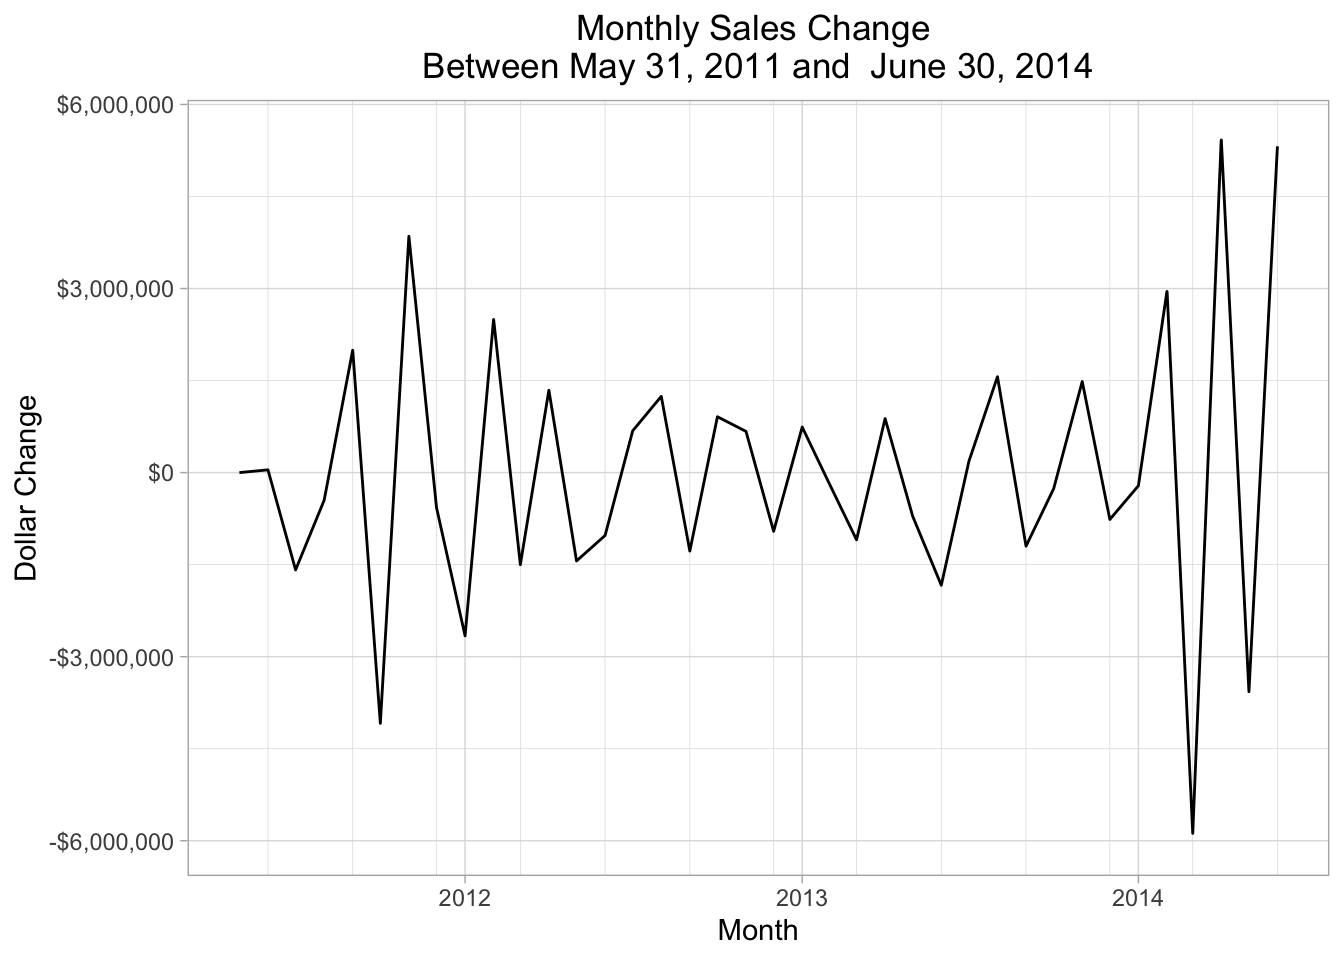 Monthly Sales Change
Between May 31, 2011 and  June 30, 2014
$6,000,000
$3,000,000
$0
-$3,000,000
-$6,000,000
Dollar Change
2012
2013
2014
Month